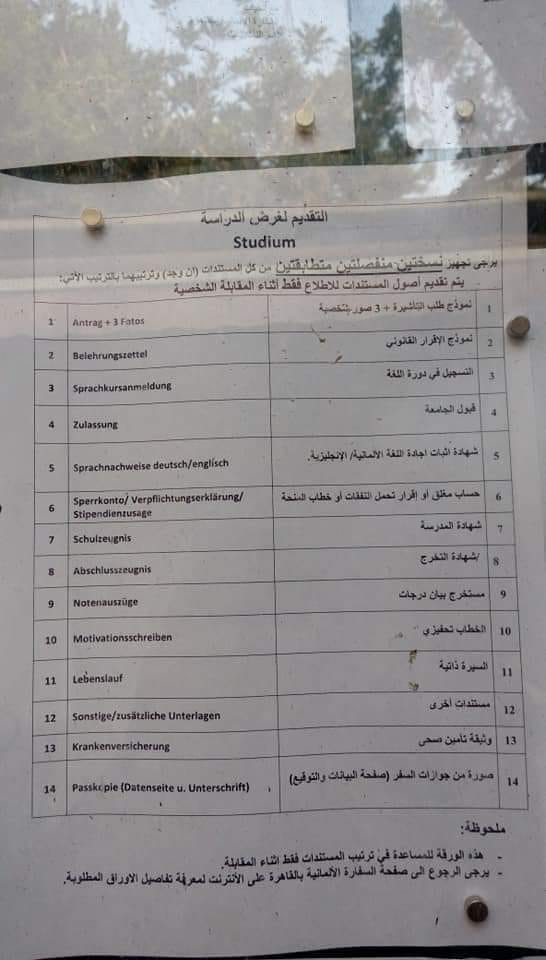 التقديم لغرض الدراسة
Studium
يرجى تجهيز نسختين منفصلتين متطابقتين من كل المستندات (ان وجد) وترتيبهما بالترتيب الآتي:
يتم تقديم أصول المستندات للاطلاع فقط أثناء المقابلة الشخصية
1 Antrag + 3 Fotos نموذج طلب التأشيرة + 3 صور شخصية 1
2 Belehrungszettel نموذج الإقرار القانوني 2
3 Sprachkursanmeldung التسجيل في دورة اللغة 3
4 Zulassung قبول الجامعة 4
5 Sprachnachweise deutsch/englisch شهادة اثبات اجادة اللغة الألمانية/ الإنجليزية. 5
6 Sperrkonto/ Verpflichtungserklärung/ حساب مغلق أو إقرار تحمل النفقات أو خطاب المنحة 6
Stipendienzusage
7 Schulzeugnis شهادة المدرسة 7
8 Abschlusszeugnis /شهادة التخرج 8
9 Notenauszüge مستخرج بيان درجات 9
10 Motivationsschreiben الخطاب تحفيزي 10
11 Lebenslauf السيرة ذاتية 11
12 Sonstige/zusätzliche Unterlagen مستندات أخرى 12
13 Krankenversicherung وثيقة تأمين صحى 13
14 Passkopie (Datenseite u. Unterschrift) صورة من جوازات السفر (صفحة البيانات والتوقيع) 14
ملحوظة:
- هذه الورقة للمساعدة في ترتيب المستندات فقط اثناء المقابلة.
- يرجى الرجوع الى صفحة السفارة الألمانية بالقاهرة على الأنترنت لمعرفة تفاصيل الاوراق المطلوبة.